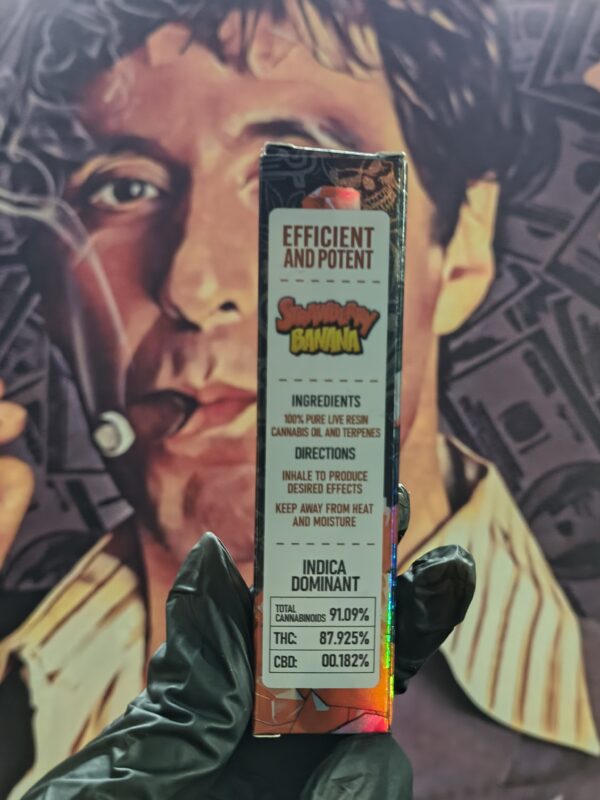 EFFICIENT
AND POTENT
STRAWBERRY
BANANA
INGREDIENTS
100% PURE LIVE RESIN
CANNABIS OIL AND TERPENES
DIRECTIONS
INHALE TO PRODUCE
DESIRED EFFECTS
KEEP AWAY FROM HEAT
AND MOISTURE
INDICA
DOMINANT
TOTAL
CANNABINOIDS 91.09%
THC: 87.925%
CBD: 00.182%